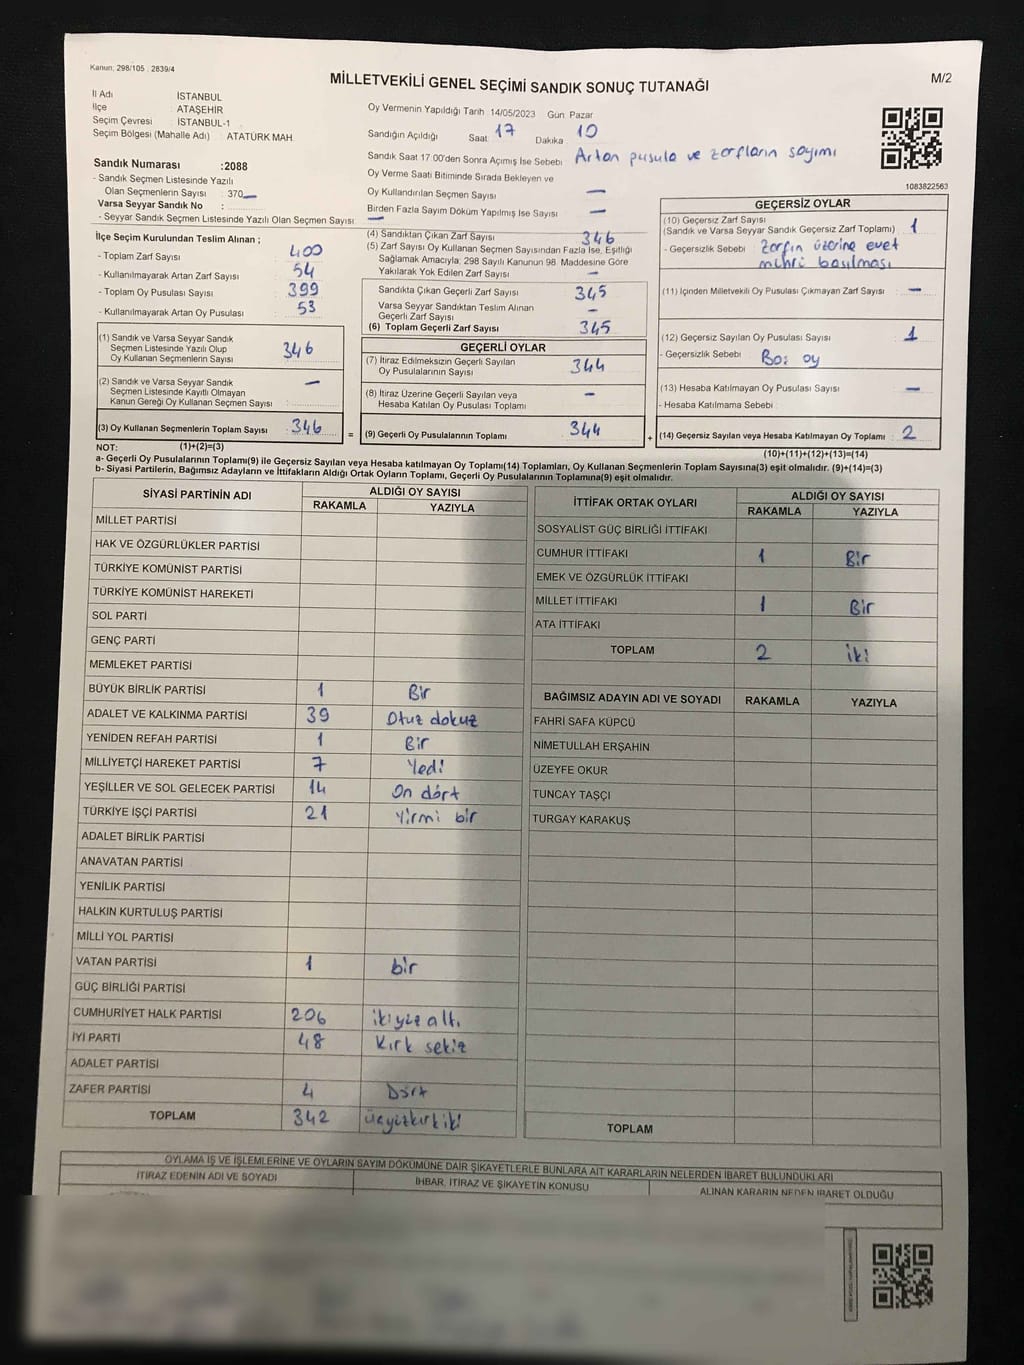 Kanun: 298/105 . 2839/4
MİLLETVEKİLİ GENEL SEÇİMİ SANDIK SONUÇ TUTANAĞI
M/2
İl Adı İSTANBUL
İlçe ATAŞEHİR
Seçim Çevresi : İSTANBUL-1
Seçim Bölgesi (Mahalle Adı) : ATATÜRK MAH.
Sandık Numarası :2088
- Sandık Seçmen Listesinde Yazılı
Olan Seçmenlerin Sayısı : 370
Varsa Seyyar Sandık No :
- Seyyar Sandık Seçmen Listesinde Yazılı Olan Seçmen Sayısı : —
İlçe Seçim Kurulundan Teslim Alınan ;
- Toplam Zarf Sayısı : 400
- Kullanılmayarak Artan Zarf Sayısı : 54
- Toplam Oy Pusulası Sayısı : 399
- Kullanılmayarak Artan Oy Pusulası : 53
(1) Sandık ve Varsa Seyyar Sandık
Seçmen Listesinde Yazılı Olup
Oy Kullanan Seçmenlerin Sayısı : 346
(2) Sandık ve Varsa Seyyar Sandık
Seçmen Listesinde Kayıtlı Olmayan
Kanun Gereği Oy Kullanan Seçmen Sayısı : —
(3) Oy Kullanan Seçmenlerin Toplam Sayısı : 346
Oy Vermenin Yapıldığı Tarih 14/05/2023 Gün Pazar
Sandığın Açıldığı Saat: 17 Dakika: 10
Sandık Saat 17:00'den Sonra Açımış İse Sebebi Artan pusula ve zorfların sayımı
Oy Verme Saati Bitiminde Sırada Bekleyen ve
Oy Kullandırılan Seçmen Sayısı —
Birden Fazla Sayım Döküm Yapılmış İse Sayısı —
(4) Sandıktan Çıkan Zarf Sayısı 346
(5) Zarf Sayısı Oy Kullanan Seçmen Sayısından Fazla İse, Eşitliği
Sağlamak Amacıyla; 298 Sayılı Kanunun 98. Maddesine Göre
Yakılarak Yok Edilen Zarf Sayısı : —
Sandıkta Çıkan Geçerli Zarf Sayısı : 345
Varsa Seyyar Sandıktan Teslim Alınan
Geçerli Zarf Sayısı : —
(6) Toplam Geçerli Zarf Sayısı : 345
GEÇERLİ OYLAR
(7) İtiraz Edilmeksizin Geçerli Sayılan
Oy Pusulalarının Sayısı : 344
(8) İtiraz Üzerine Geçerli Sayılan veya
Hesaba Katılan Oy Pusulası Toplamı : —
= (9) Geçerli Oy Pusulalarının Toplamı : 344
1083822563
GEÇERSİZ OYLAR
(10) Geçersiz Zarf Sayısı
(Sandık ve Varsa Seyyar Sandık Geçersiz Zarf Toplamı) : 1
- Geçersizlik Sebebi : Zarfın üzerine evet
mührü basılması
(11) İçinden Milletvekili Oy Pusulası Çıkmayan Zarf Sayısı : —
(12) Geçersiz Sayılan Oy Pusulası Sayısı : 1
- Geçersizlik Sebebi : Boş oy
(13) Hesaba Katılmayan Oy Pusulası Sayısı : —
- Hesaba Katılmama Sebebi :
+ (14) Geçersiz Sayılan veya Hesaba Katılmayan Oy Toplamı : 2
NOT: (1)+(2)=(3) (10)+(11)+(12)+(13)=(14)
a- Geçerli Oy Pusulalarının Toplamı(9) ile Geçersiz Sayılan veya Hesaba katılmayan Oy Toplamı(14) Toplamları, Oy Kullanan Seçmenlerin Toplam Sayısına(3) eşit olmalıdır. (9)+(14)=(3)
b- Siyasi Partilerin, Bağımsız Adayların ve İttifakların Aldığı Ortak Oyların Toplamı, Geçerli Oy Pusulalarının Toplamına(9) eşit olmalıdır.
SİYASİ PARTİNİN ADI ALDIĞI OY SAYISI
RAKAMLA YAZIYLA
MİLLET PARTİSİ
HAK VE ÖZGÜRLÜKLER PARTİSİ
TÜRKİYE KOMÜNİST PARTİSİ
TÜRKİYE KOMÜNİST HAREKETİ
SOL PARTİ
GENÇ PARTİ
MEMLEKET PARTİSİ
BÜYÜK BİRLİK PARTİSİ 1 Bir
ADALET VE KALKINMA PARTİSİ 39 Otuz dokuz
YENİDEN REFAH PARTİSİ 1 Bir
MİLLİYETÇİ HAREKET PARTİSİ 7 Yedi
YEŞİLLER VE SOL GELECEK PARTİSİ 14 On dört
TÜRKİYE İŞÇİ PARTİSİ 21 Yirmi bir
ADALET BİRLİK PARTİSİ
ANAVATAN PARTİSİ
YENİLİK PARTİSİ
HALKIN KURTULUŞ PARTİSİ
MİLLİ YOL PARTİSİ
VATAN PARTİSİ 1 bir
GÜÇ BİRLİĞİ PARTİSİ
CUMHURİYET HALK PARTİSİ 206 ikiyüz altı
İYİ PARTİ 48 Kırk sekiz
ADALET PARTİSİ
ZAFER PARTİSİ 4 Dört
TOPLAM 342 üçyüzkırkiki
İTTİFAK ORTAK OYLARI ALDIĞI OY SAYISI
RAKAMLA YAZIYLA
SOSYALİST GÜÇ BİRLİĞİ İTTİFAKI
CUMHUR İTTİFAKI 1 Bir
EMEK VE ÖZGÜRLÜK İTTİFAKI
MİLLET İTTİFAKI 1 Bir
ATA İTTİFAKI
TOPLAM 2 iki
BAĞIMSIZ ADAYIN ADI VE SOYADI RAKAMLA YAZIYLA
FAHRİ SAFA KÜPCÜ
NİMETULLAH ERŞAHİN
ÜZEYFE OKUR
TUNCAY TAŞÇI
TURGAY KARAKUŞ
TOPLAM
OYLAMA İŞ VE İŞLEMLERİNE VE OYLARIN SAYIM DÖKÜMÜNE DAİR ŞİKAYETLERLE BUNLARA AİT KARARLARIN NELERDEN İBARET BULUNDUKLARI
İTİRAZ EDENİN ADI VE SOYADI İHBAR, İTİRAZ VE ŞİKAYETİN KONUSU ALINAN KARARIN NEDEN İBARET OLDUĞU